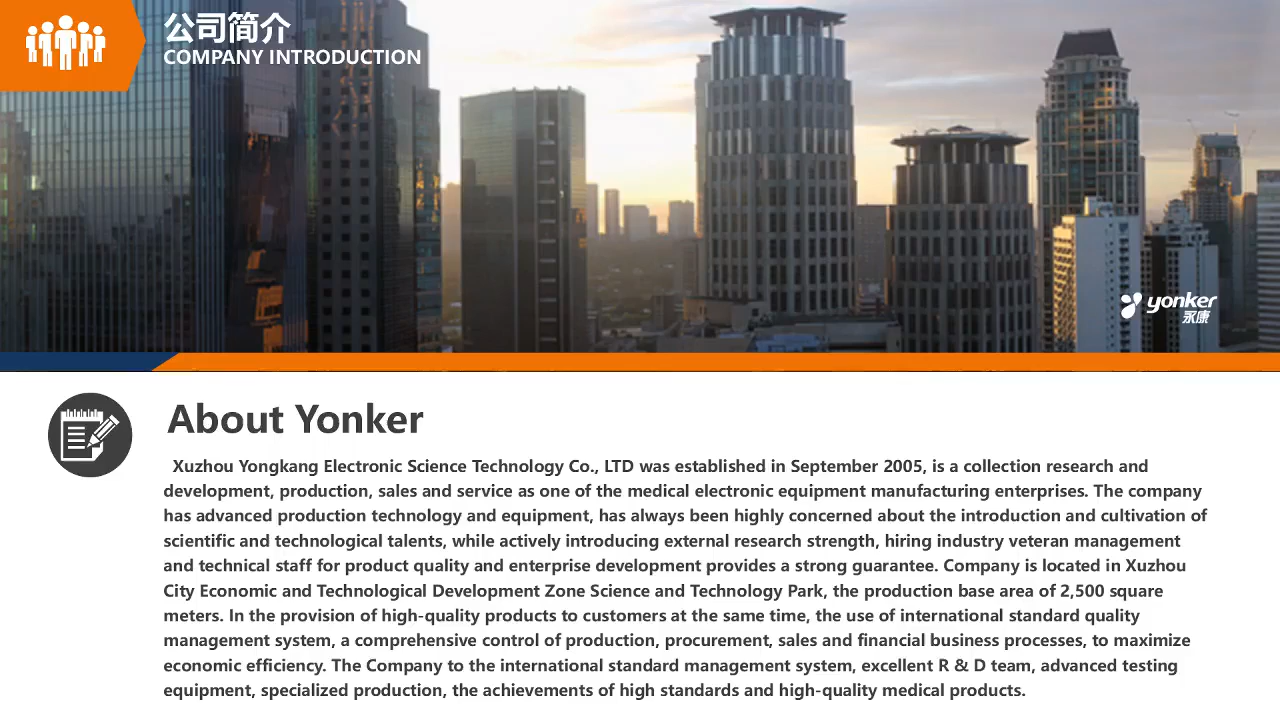 公司简介
COMPANY INTRODUCTION
yonker
永康
About Yonker
Xuzhou Yongkang Electronic Science Technology Co., LTD was established in September 2005, is a collection research and
development, production, sales and service as one of the medical electronic equipment manufacturing enterprises. The company
has advanced production technology and equipment, has always been highly concerned about the introduction and cultivation of
scientific and technological talents, while actively introducing external research strength, hiring industry veteran management
and technical staff for product quality and enterprise development provides a strong guarantee. Company is located in Xuzhou
City Economic and Technological Development Zone Science and Technology Park, the production base area of 2,500 square
meters. In the provision of high-quality products to customers at the same time, the use of international standard quality
management system, a comprehensive control of production, procurement, sales and financial business processes, to maximize
economic efficiency. The Company to the international standard management system, excellent R & D team, advanced testing
equipment, specialized production, the achievements of high standards and high-quality medical products.